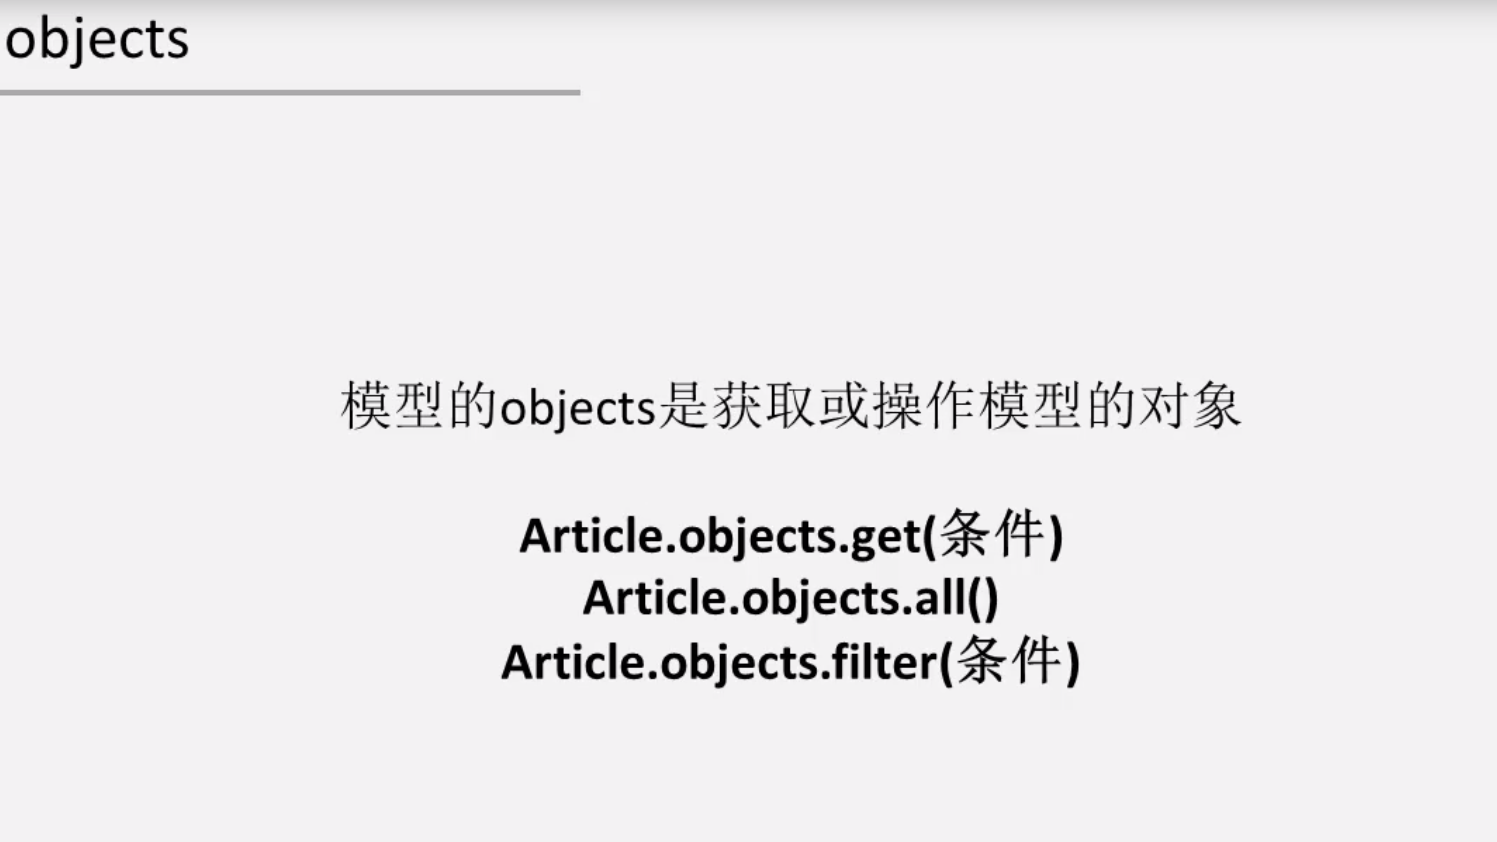 objects
模型的objects是获取或操作模型的对象
Article.objects.get(条件)
Article.objects.all()
Article.objects.filter(条件)